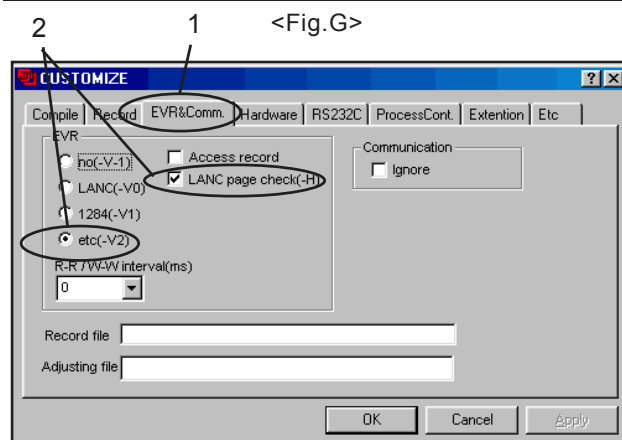 2 1 <Fig.G>
CUSTOMIZE
Compile Record EVR&Comm. Hardware RS232C ProcessCont. Extention Etc
EVR
no(-V-1)
LANC(-V0)
1284(-V1)
etc(-V2)
Access record
LANC page check(-H)
R-R / W-W interval(ms)
0
Communication
Ignore
Record file
Adjusting file
OK Cancel Apply